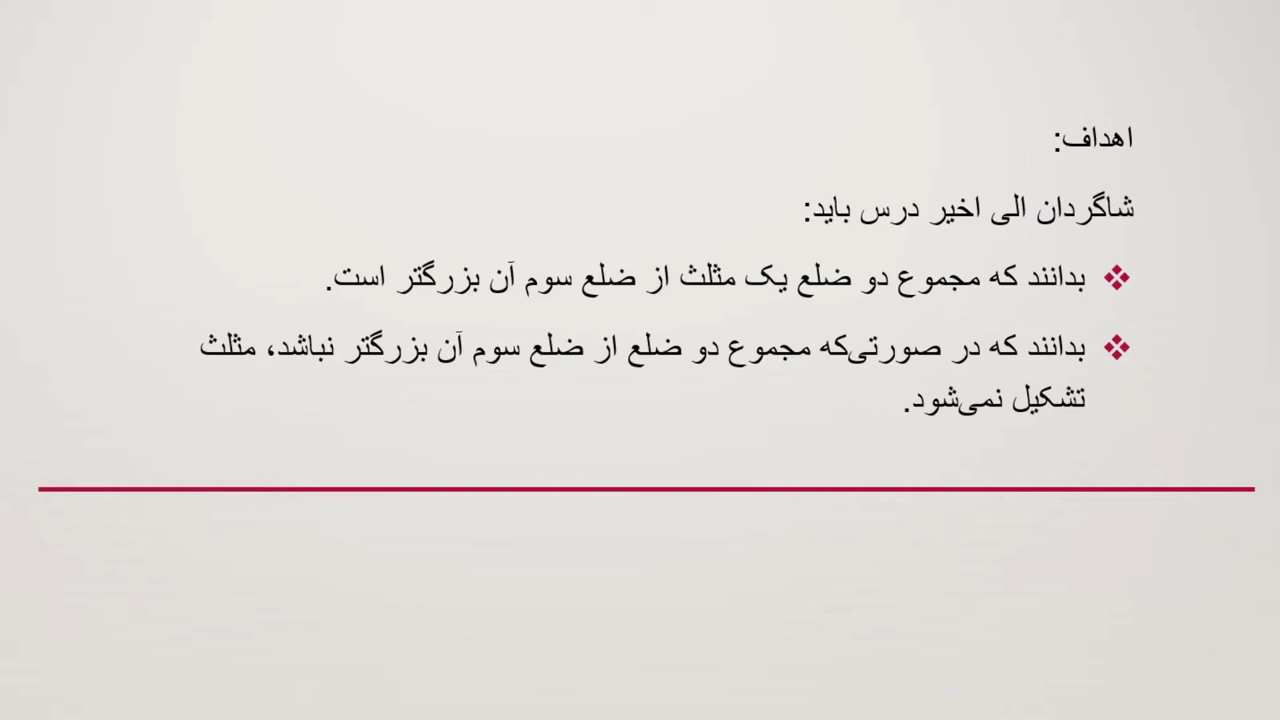 اهداف:
شاگردان الی اخیر درس باید:
❖ بدانند که مجموع دو ضلع یک مثلث از ضلع سوم آن بزرگتر است.
❖ بدانند که در صورتی‌که مجموع دو ضلع از ضلع سوم آن بزرگتر نباشد، مثلث
تشکیل نمی‌شود.